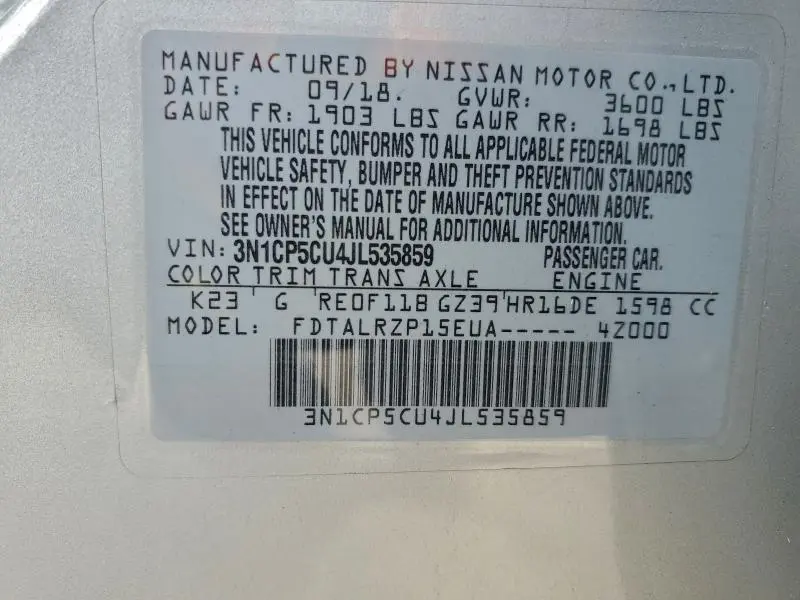 MANUFACTURED BY NISSAN MOTOR CO., LTD.
DATE: 09/18. GVWR: 3600 LBS
GAWR FR: 1903 LBS GAWR RR: 1698 LBS
THIS VEHICLE CONFORMS TO ALL APPLICABLE FEDERAL MOTOR
VEHICLE SAFETY, BUMPER AND THEFT PREVENTION STANDARDS
IN EFFECT ON THE DATE OF MANUFACTURE SHOWN ABOVE.
SEE OWNER'S MANUAL FOR ADDITIONAL INFORMATION.
VIN: 3N1CP5CU4JL535859 PASSENGER CAR.
COLOR TRIM TRANS AXLE ENGINE
K23 G RE0F11B GZ39 HR16DE 1598 CC
MODEL: FDTALRZP15EUA----- 4Z000
3N1CP5CU4JL535859